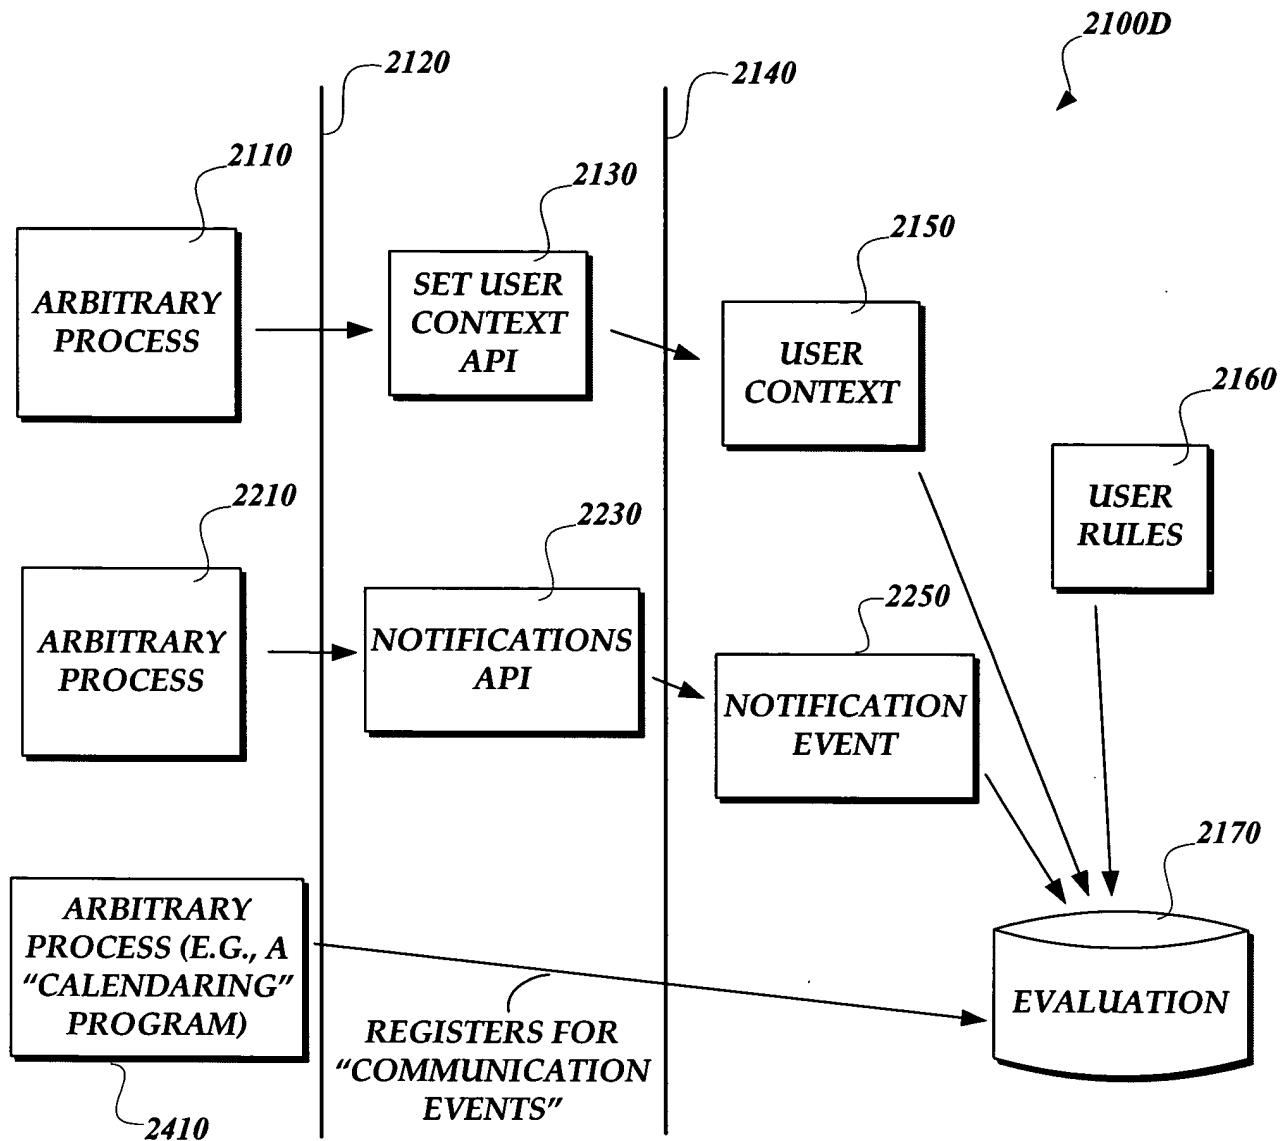 2100D
2120
2140
2110
2130
2150
ARBITRARY
PROCESS
SET USER
CONTEXT
API
USER
CONTEXT
2160
USER
RULES
2210
2230
2250
ARBITRARY
PROCESS
NOTIFICATIONS
API
NOTIFICATION
EVENT
2170
ARBITRARY
PROCESS (E.G., A
“CALENDARING”
PROGRAM)
EVALUATION
REGISTERS FOR
“COMMUNICATION
EVENTS”
2410